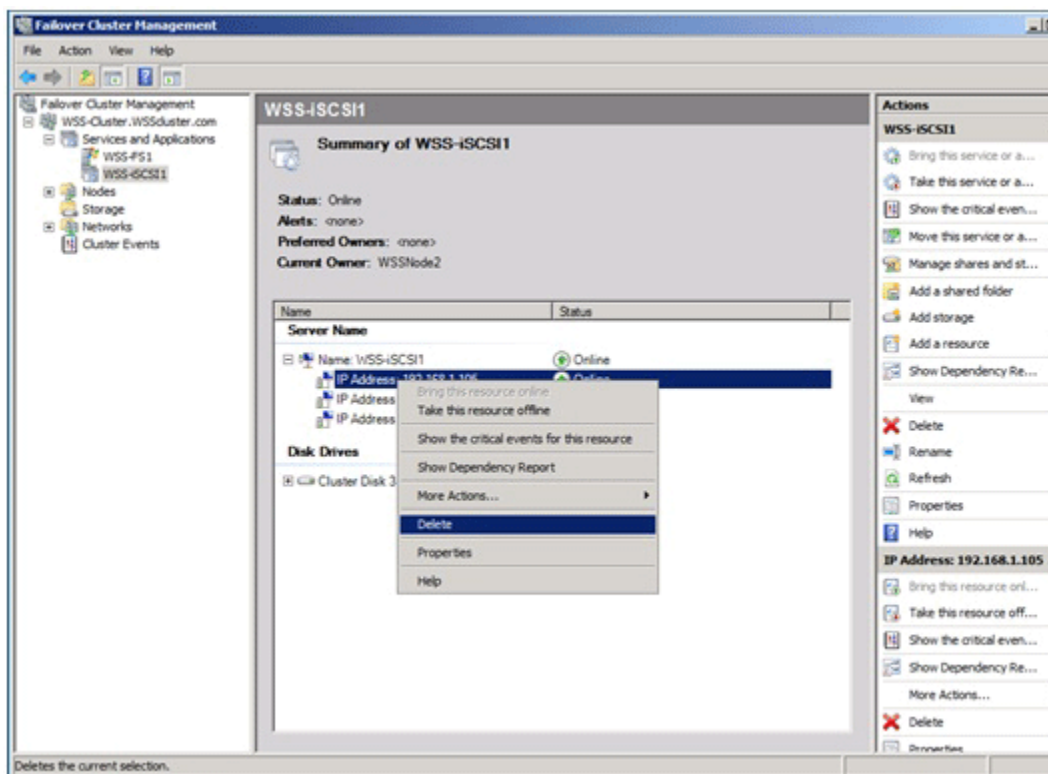 Failover Cluster Management
File Action View Help
Failover Cluster Management
WSS-Cluster.WSScluster.com
Services and Applications
WSS-FS1
WSS-iSCSI1
Nodes
Storage
Networks
Cluster Events
WSS-iSCSI1
Summary of WSS-iSCSI1
Status: Online
Alerts: <none>
Preferred Owners: <none>
Current Owner: WSSNode2
Name Status
Server Name
Name: WSS-iSCSI1 Online
IP Address: 192.168.1.105 Online
IP Address
IP Address
Disk Drives
Cluster Disk 3
Bring this resource online
Take this resource offline
Show the critical events for this resource
Show Dependency Report
More Actions...
Delete
Properties
Help
Actions
WSS-iSCSI1
Bring this service or a...
Take this service or a...
Show the critical even...
Move this service or a...
Manage shares and st...
Add a shared folder
Add storage
Add a resource
Show Dependency Re...
View
Delete
Rename
Refresh
Properties
Help
IP Address: 192.168.1.105
Bring this resource onl...
Take this resource off...
Show the critical even...
Show Dependency Re...
More Actions...
Delete
Properties
Deletes the current selection.